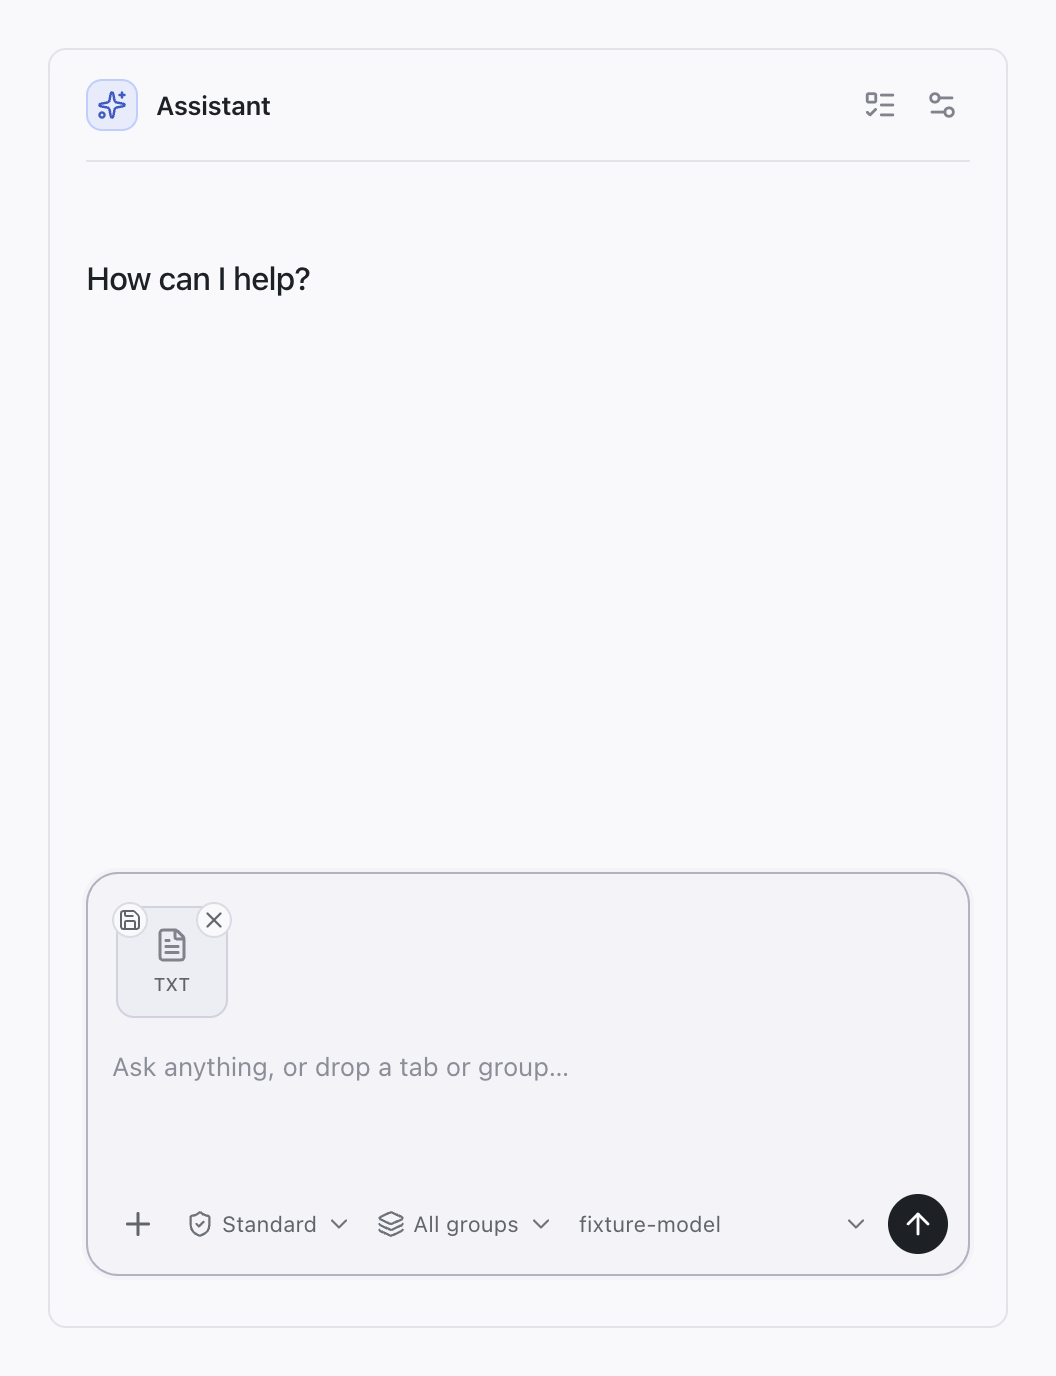 Assistant
How can I help?
TXT
Ask anything, or drop a tab or group...
Standard
All groups
fixture-model